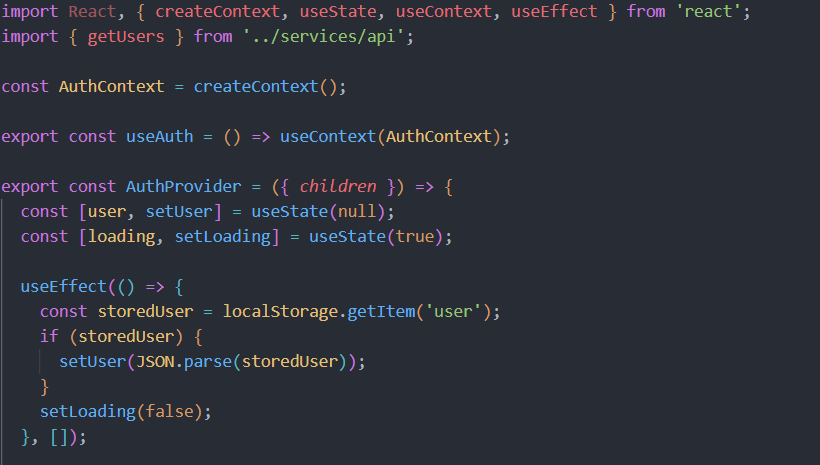 import React, { createContext, useState, useContext, useEffect } from 'react';
import { getUsers } from '../services/api';

const AuthContext = createContext();

export const useAuth = () => useContext(AuthContext);

export const AuthProvider = ({ children }) => {
  const [user, setUser] = useState(null);
  const [loading, setLoading] = useState(true);

  useEffect(() => {
    const storedUser = localStorage.getItem('user');
    if (storedUser) {
      setUser(JSON.parse(storedUser));
    }
    setLoading(false);
  }, []);